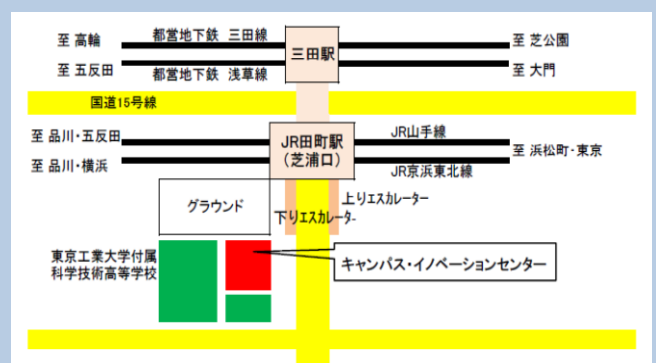 至 高輪
都営地下鉄 三田線
三田駅
至 芝公園
至 五反田
都営地下鉄 浅草線
至 大門
国道15号線
至 品川・五反田
JR田町駅
(芝浦口)
JR山手線
至 浜松町・東京
至 品川・横浜
JR京浜東北線
グラウンド
上りエスカレーター
下りエスカレーター
東京工業大学付属
科学技術高等学校
キャンパス・イノベーションセンター